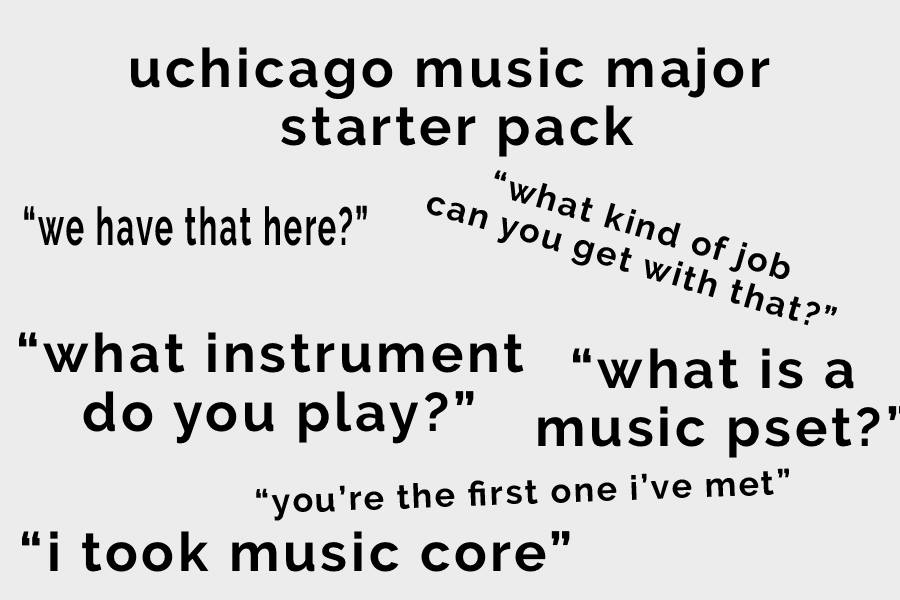 uchicago music major
starter pack
“we have that here?”
“what kind of job
can you get with that?”
“what instrument
do you play?”
“what is a
music pset?”
“you’re the first one i’ve met”
“i took music core”